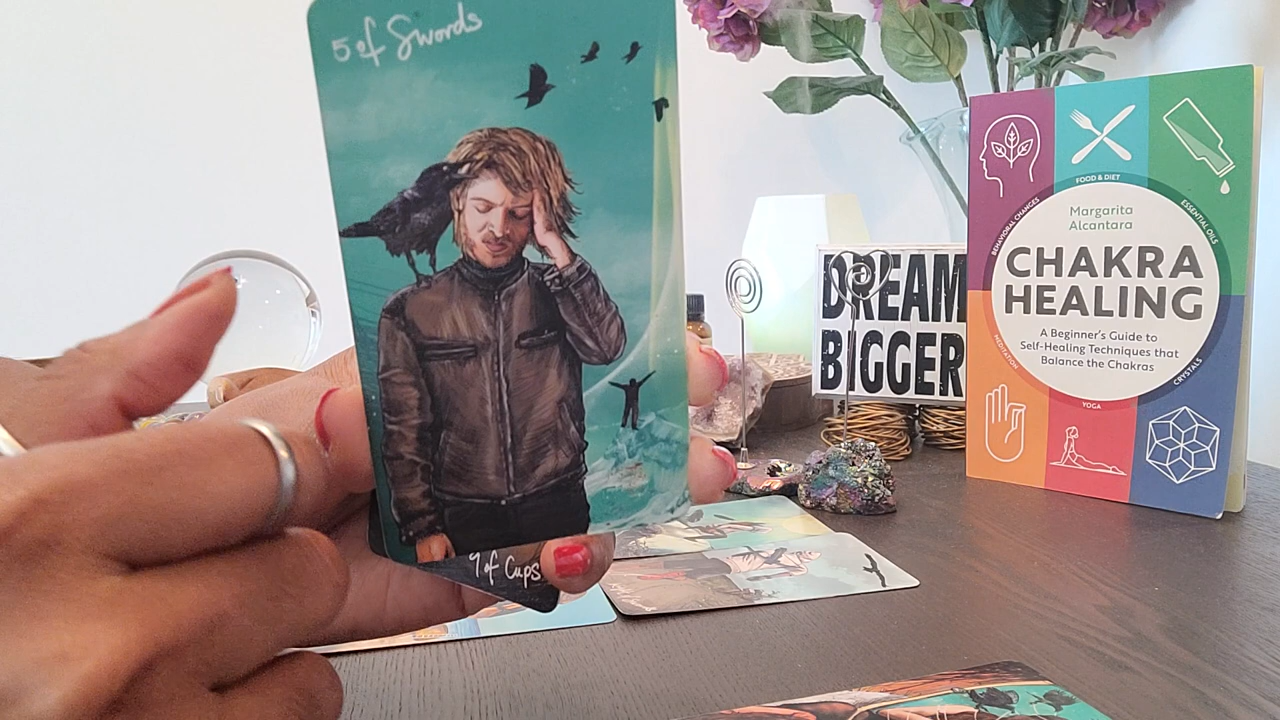 5 of Swords
9 of Cups
DREAM
BIGGER
FOOD & DIET
BEHAVIORAL CHANGES
ESSENTIAL OILS
Margarita
Alcantara
CHAKRA
HEALING
A Beginner's Guide to
Self-Healing Techniques that
Balance the Chakras
MEDITATION
CRYSTALS
YOGA